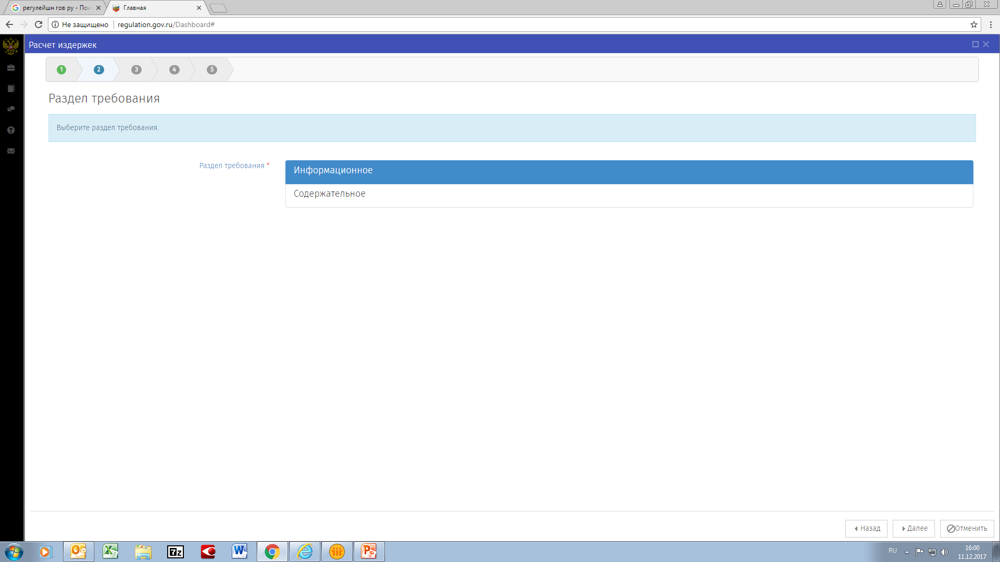 регулейшн гов ру - Пои
Главная
Не защищено
regulation.gov.ru/Dashboard#
Расчет издержек
1 2 3 4 5
Раздел требования
Выберите раздел требования.
Раздел требования *
Информационное
Содержательное
Назад
Далее
Отменить
7z
RU
16:00
11.12.2017